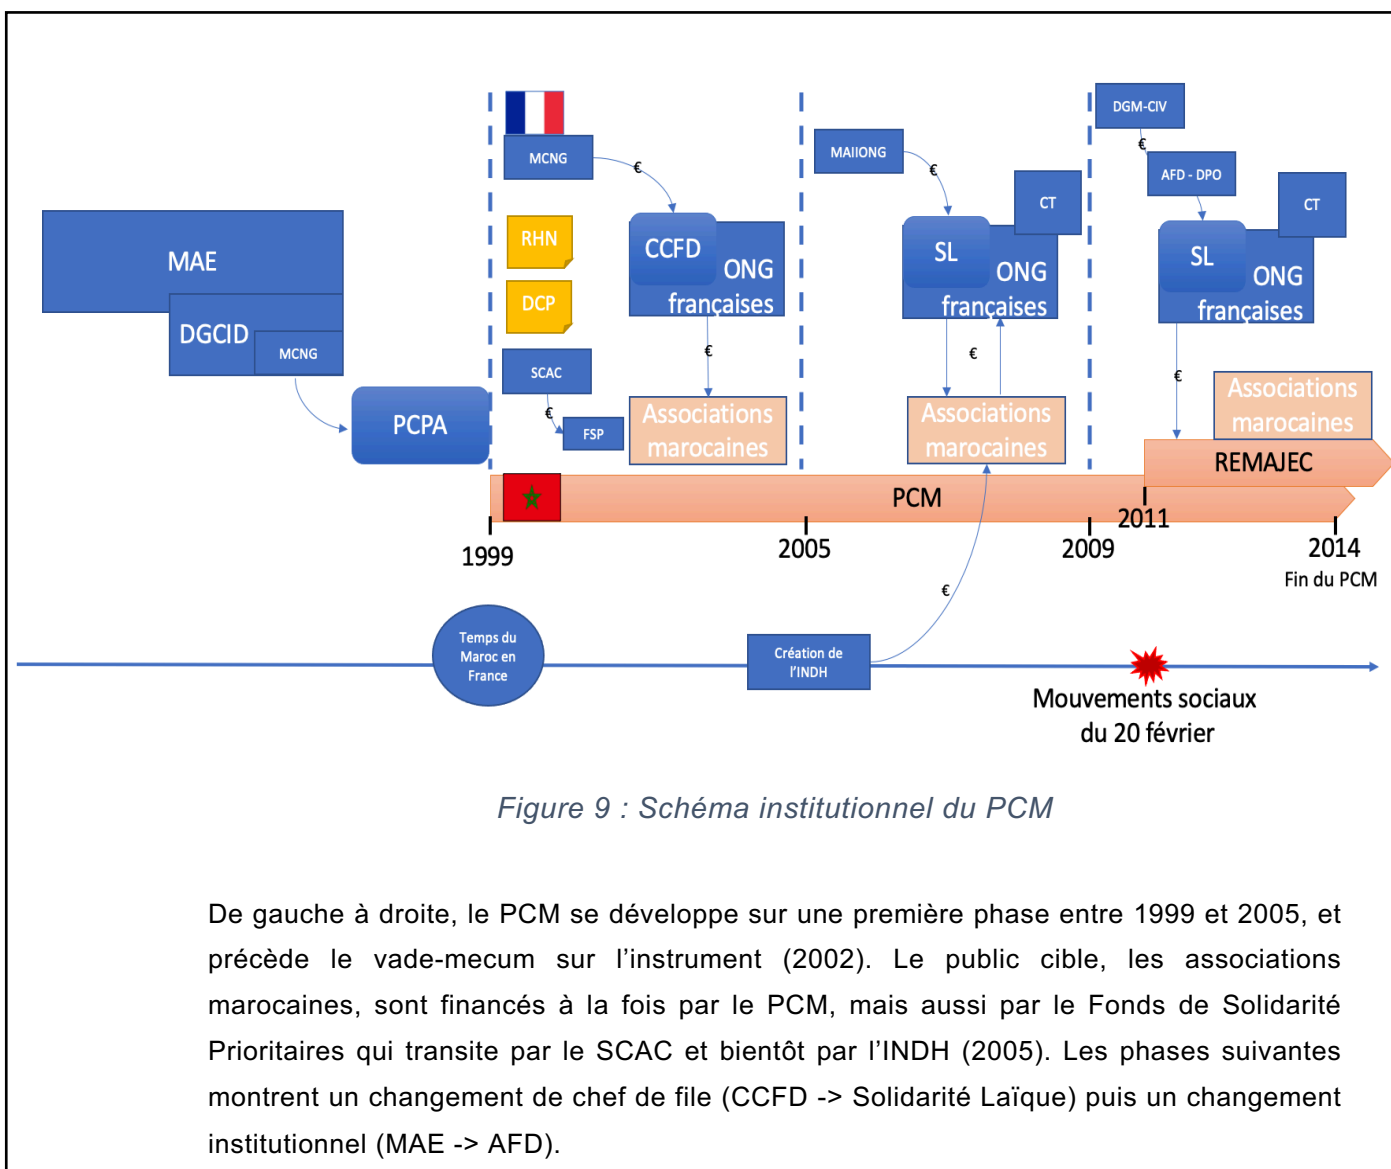 MAE
DGCID
MCNG
PCPA
MCNG
€
RHN
DCP
SCAC
€
FSP
CCFD
ONG
françaises
€
Associations
marocaines
MAIIONG
€
CT
SL
ONG
françaises
€
Associations
marocaines
DGM-CIV
€
AFD - DPO
CT
SL
ONG
françaises
€
Associations
marocaines
REMAJEC
PCM
1999
2005
2009
2011
2014
Fin du PCM
€
Temps du
Maroc en
France
Création de
l'INDH
Mouvements sociaux
du 20 février
Figure 9 : Schéma institutionnel du PCM
De gauche à droite, le PCM se développe sur une première phase entre 1999 et 2005, et
précède le vade-mecum sur l’instrument (2002). Le public cible, les associations
marocaines, sont financés à la fois par le PCM, mais aussi par le Fonds de Solidarité
Prioritaires qui transite par le SCAC et bientôt par l’INDH (2005). Les phases suivantes
montrent un changement de chef de file (CCFD -> Solidarité Laïque) puis un changement
institutionnel (MAE -> AFD).